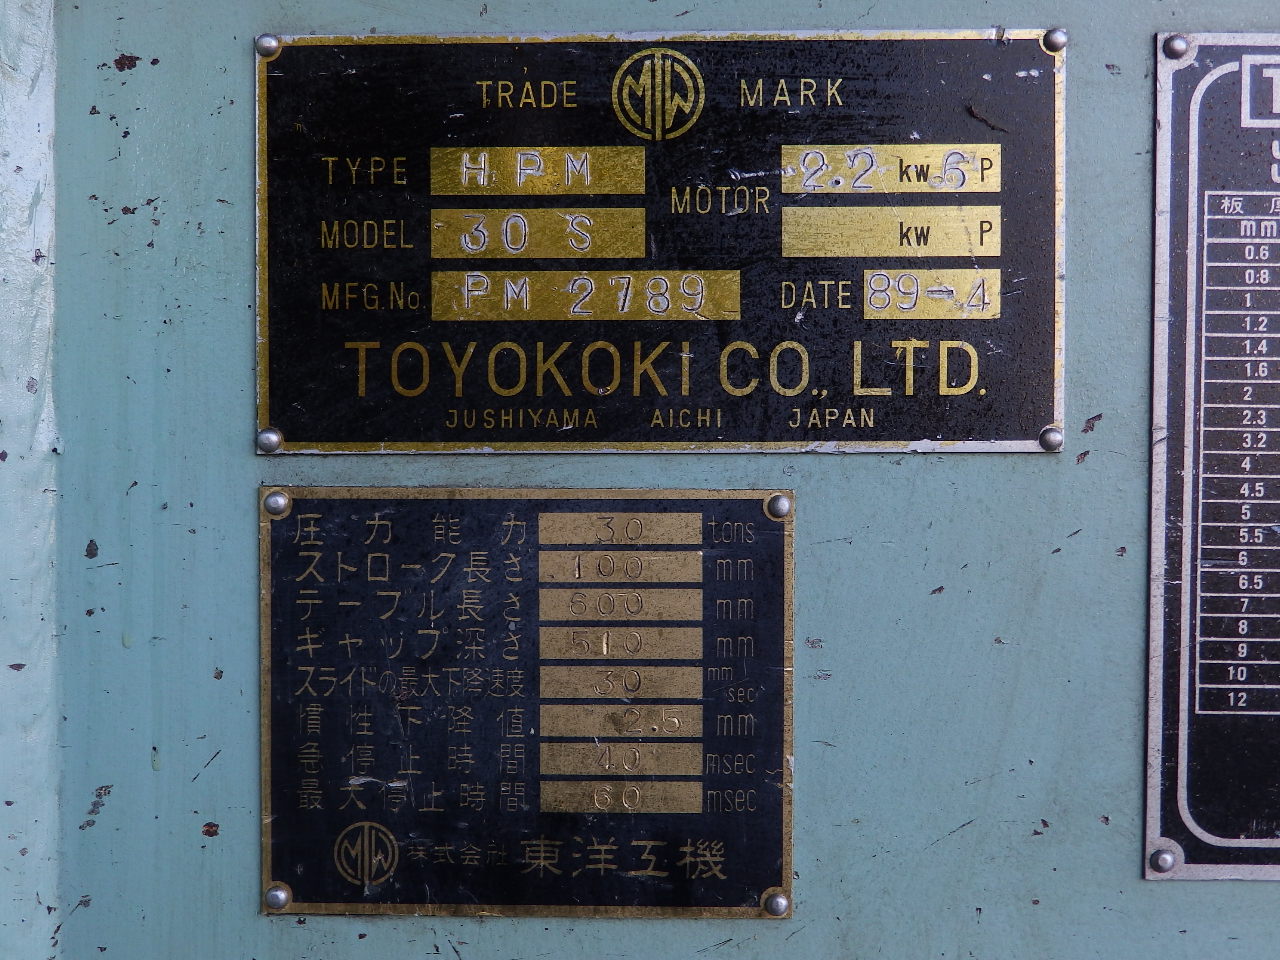 TRADE MTW MARK
TYPE HPM MOTOR 2.2 kw 6 P
MODEL 30 S kw P
MFG.No. PM 2789 DATE 89-4
TOYOKOKI CO., LTD.
JUSHIYAMA AICHI JAPAN
圧力能力 30 tons
ストローク長さ 100 mm
テーブル長さ 600 mm
ギャップ深さ 510 mm
スライドの最大下降速度 30 mm sec
慣性下降値 2.5 mm
急停止時間 40 msec
最大停止時間 60 msec
MTW 株式会社 東洋工機
板厚
mm
0.6
0.8
1
1.2
1.4
1.6
2
2.3
3.2
4
4.5
5
5.5
6
6.5
7
8
9
10
12